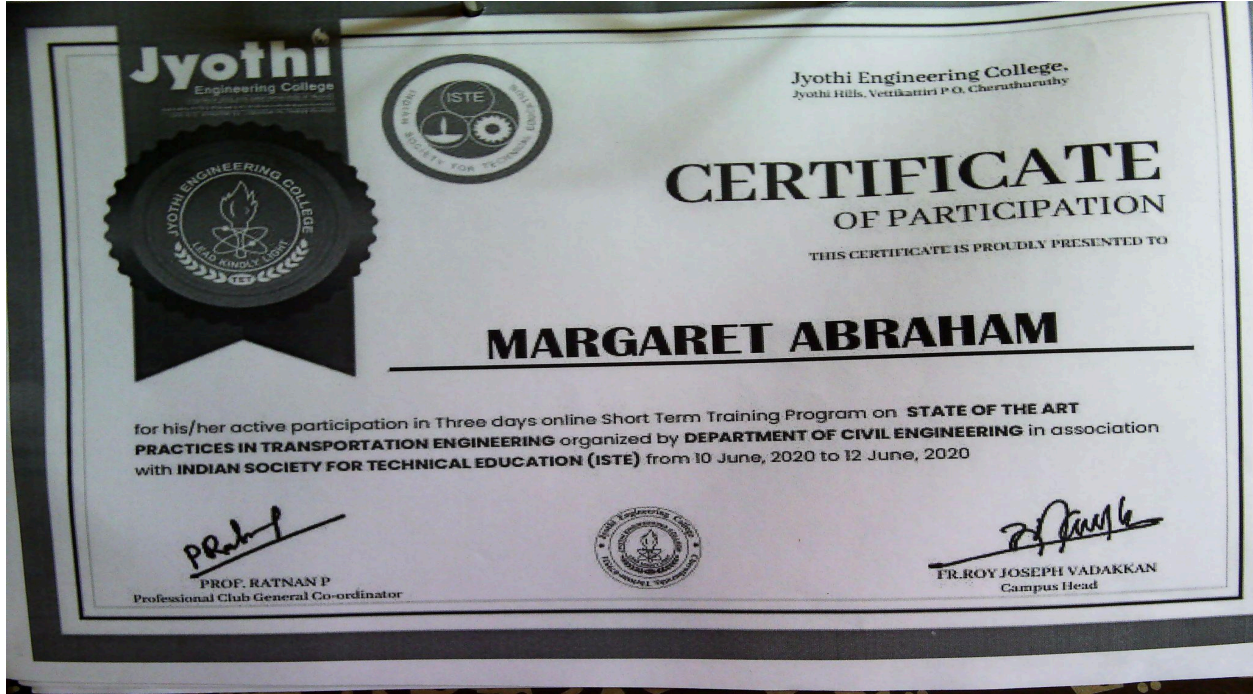 Jyothi
Engineering College
JYOTHI ENGINEERING COLLEGE
LEAD KINDLY LIGHT
ISTE
INDIAN SOCIETY FOR TECHNICAL EDUCATION
Jyothi Engineering College,
Jyothi Hills, Vettikattiri P O, Cheruthuruthy
CERTIFICATE
OF PARTICIPATION
THIS CERTIFICATE IS PROUDLY PRESENTED TO
MARGARET ABRAHAM
for his/her active participation in Three days online Short Term Training Program on STATE OF THE ART
PRACTICES IN TRANSPORTATION ENGINEERING organized by DEPARTMENT OF CIVIL ENGINEERING in association
with INDIAN SOCIETY FOR TECHNICAL EDUCATION (ISTE) from 10 June, 2020 to 12 June, 2020
PROF. RATNAN P
Professional Club General Co-ordinator
Jyothi Engineering College
FR.ROY JOSEPH VADAKKAN
Campus Head